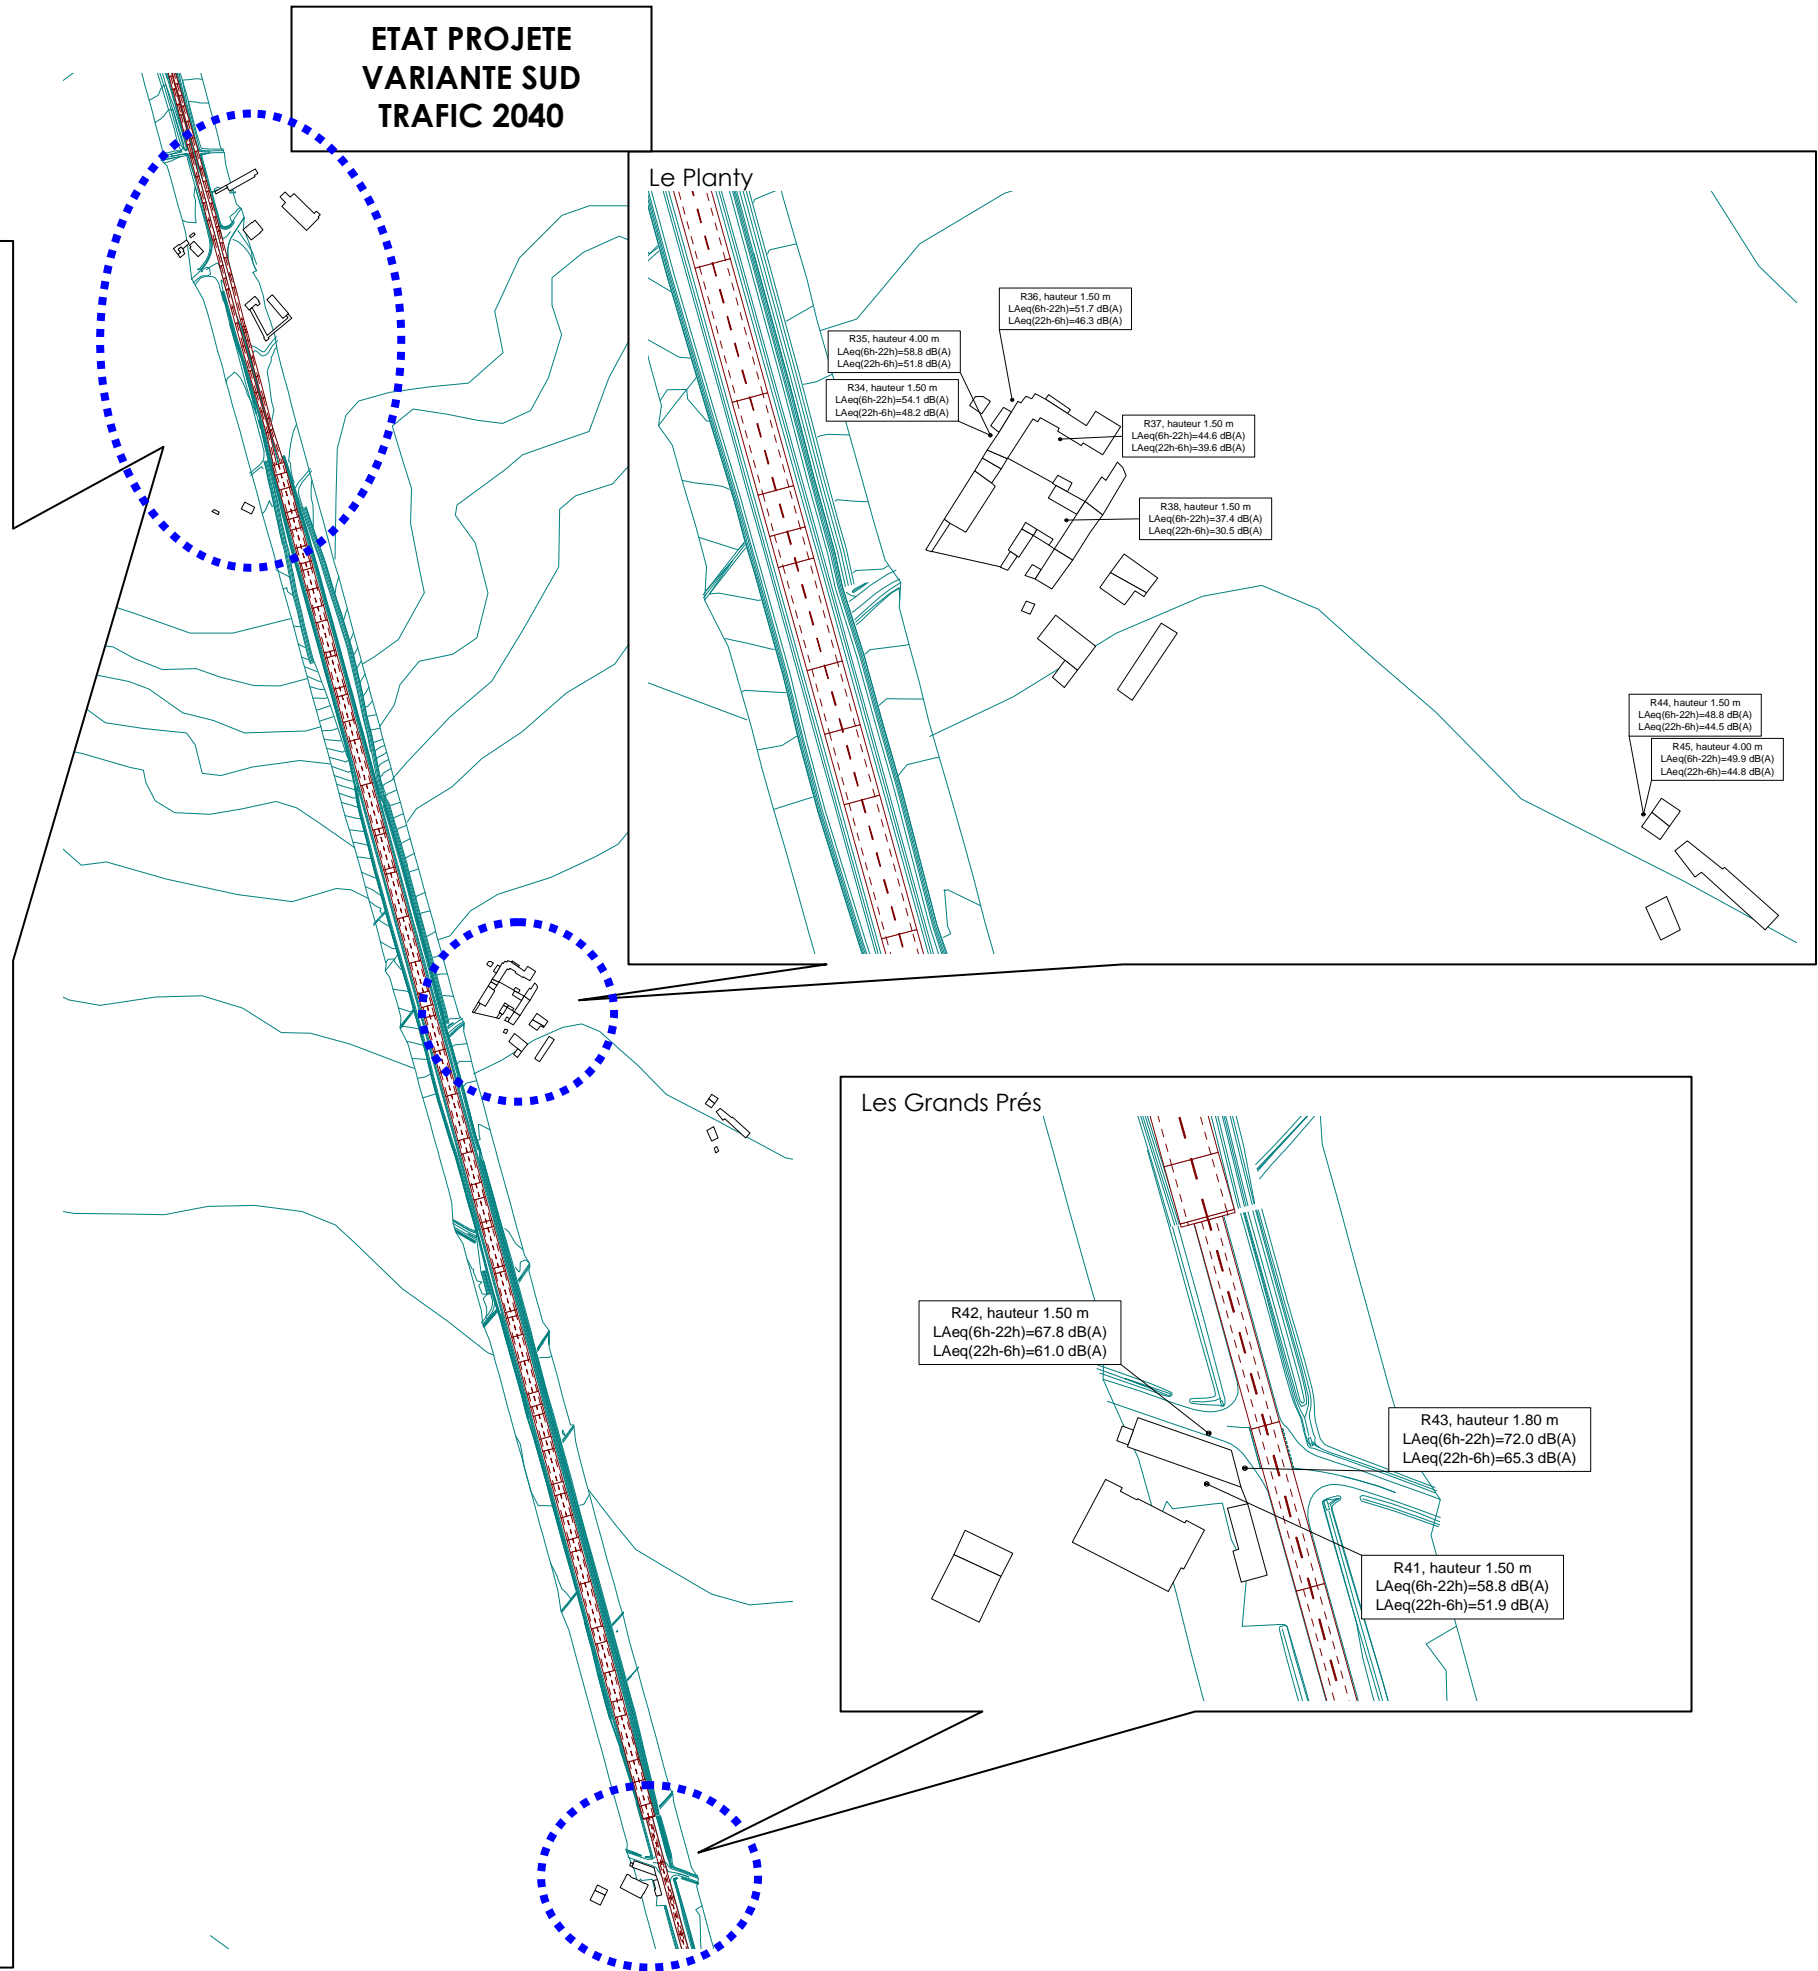 ETAT PROJETE
VARIANTE SUD
TRAFIC 2040
Le Planty
R36, hauteur 1.50 m
LAeq(6h-22h)=51.7 dB(A)
LAeq(22h-6h)=46.3 dB(A)
R35, hauteur 4.00 m
LAeq(6h-22h)=58.8 dB(A)
LAeq(22h-6h)=51.8 dB(A)
R34, hauteur 1.50 m
LAeq(6h-22h)=54.1 dB(A)
LAeq(22h-6h)=48.2 dB(A)
R37, hauteur 1.50 m
LAeq(6h-22h)=44.6 dB(A)
LAeq(22h-6h)=39.6 dB(A)
R38, hauteur 1.50 m
LAeq(6h-22h)=37.4 dB(A)
LAeq(22h-6h)=30.5 dB(A)
R44, hauteur 1.50 m
LAeq(6h-22h)=48.8 dB(A)
LAeq(22h-6h)=44.5 dB(A)
R45, hauteur 4.00 m
LAeq(6h-22h)=49.9 dB(A)
LAeq(22h-6h)=44.8 dB(A)
Les Grands Prés
R42, hauteur 1.50 m
LAeq(6h-22h)=67.8 dB(A)
LAeq(22h-6h)=61.0 dB(A)
R43, hauteur 1.80 m
LAeq(6h-22h)=72.0 dB(A)
LAeq(22h-6h)=65.3 dB(A)
R41, hauteur 1.50 m
LAeq(6h-22h)=58.8 dB(A)
LAeq(22h-6h)=51.9 dB(A)